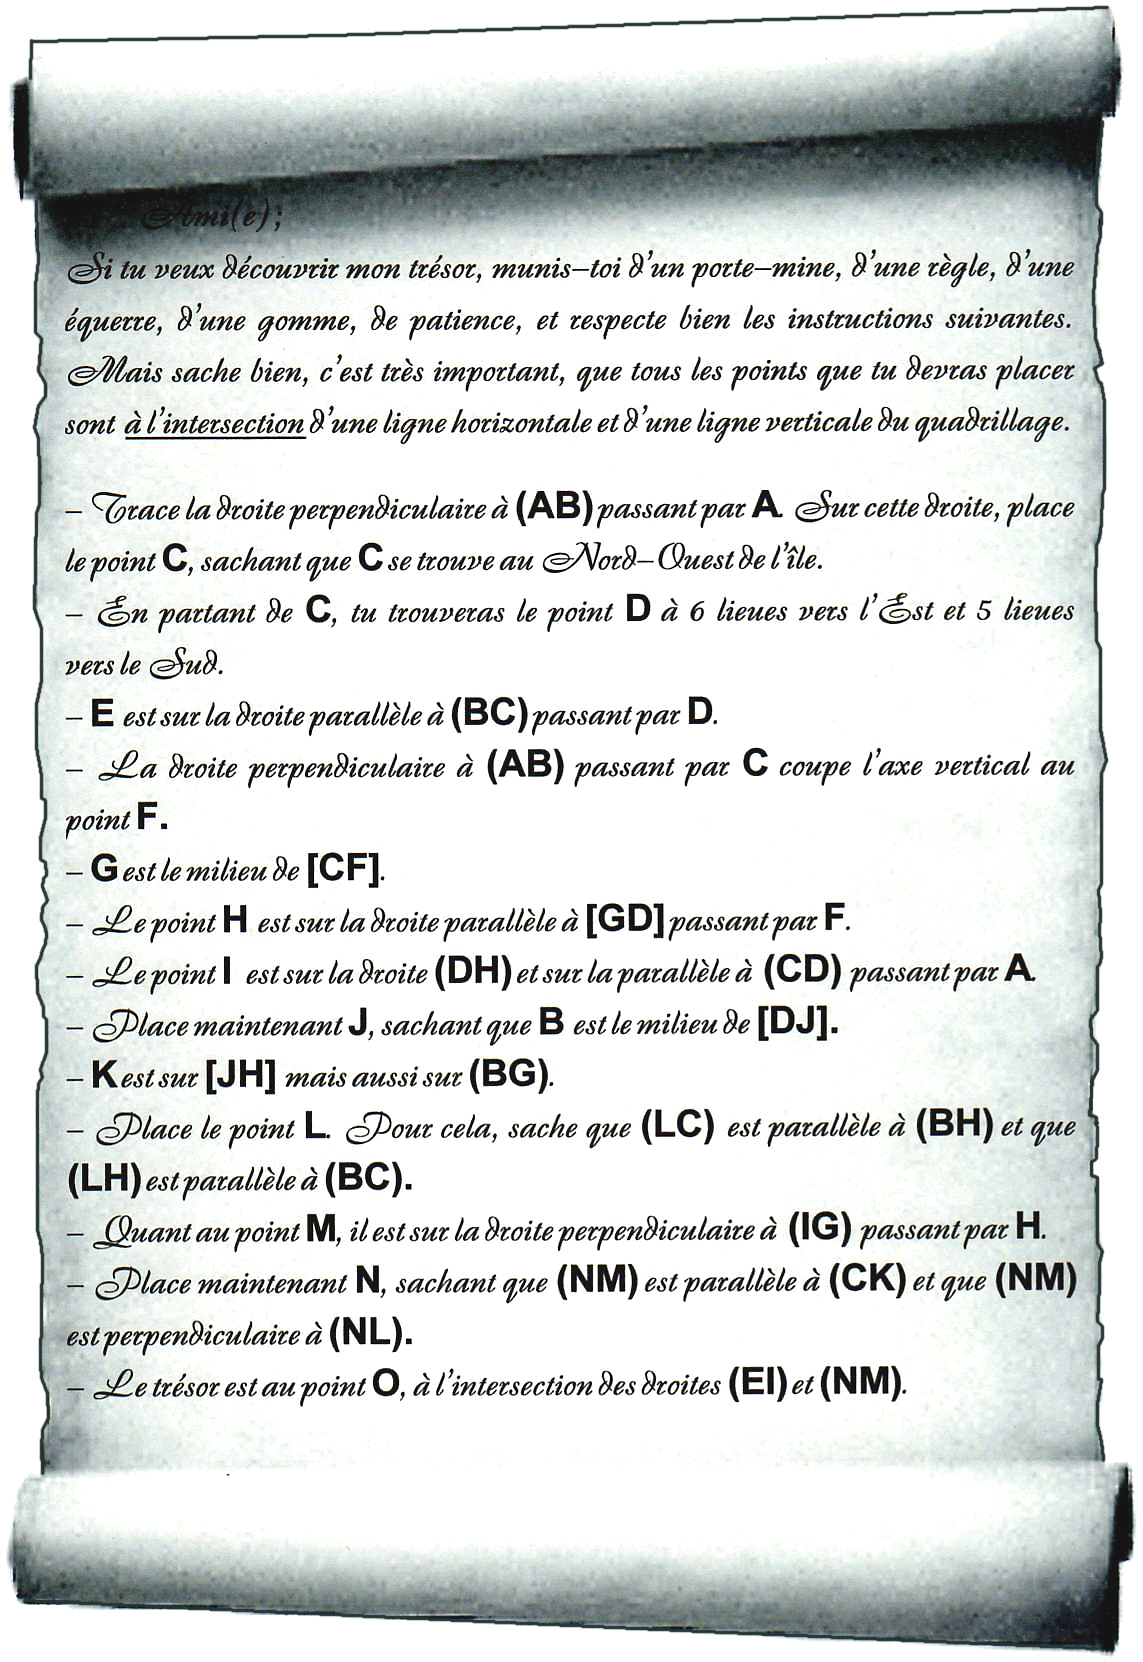 Ami(e);
Si tu veux découvrir mon trésor, munis-toi d'un porte-mine, d'une règle, d'une
équerre, d'une gomme, de patience, et respecte bien les instructions suivantes.
Mais sache bien, c'est très important, que tous les points que tu devras placer
sont à l'intersection d'une ligne horizontale et d'une ligne verticale du quadrillage.
– Trace la droite perpendiculaire à (AB) passant par A. Sur cette droite, place
le point C, sachant que C se trouve au Nord-Ouest de l'île.
– En partant de C, tu trouveras le point D à 6 lieues vers l'Est et 5 lieues
vers le Sud.
– E est sur la droite parallèle à (BC) passant par D.
– La droite perpendiculaire à (AB) passant par C coupe l'axe vertical au
point F.
– G est le milieu de [CF].
– Le point H est sur la droite parallèle à [GD] passant par F.
– Le point I est sur la droite (DH) et sur la parallèle à (CD) passant par A.
– Place maintenant J, sachant que B est le milieu de [DJ].
– K est sur [JH] mais aussi sur (BG).
– Place le point L. Pour cela, sache que (LC) est parallèle à (BH) et que
(LH) est parallèle à (BC).
– Quant au point M, il est sur la droite perpendiculaire à (IG) passant par H.
– Place maintenant N, sachant que (NM) est parallèle à (CK) et que (NM)
est perpendiculaire à (NL).
– Le trésor est au point O, à l'intersection des droites (EI) et (NM).